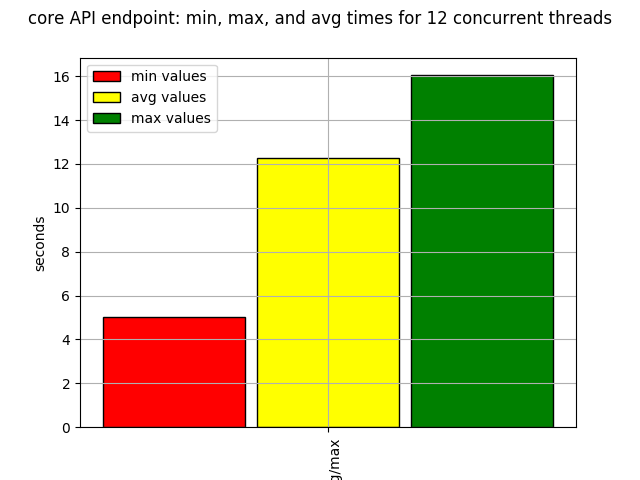 core API endpoint: min, max, and avg times for 12 concurrent threads
min values
avg values
max values
16
14
12
10
8
6
4
2
0
seconds
g/max